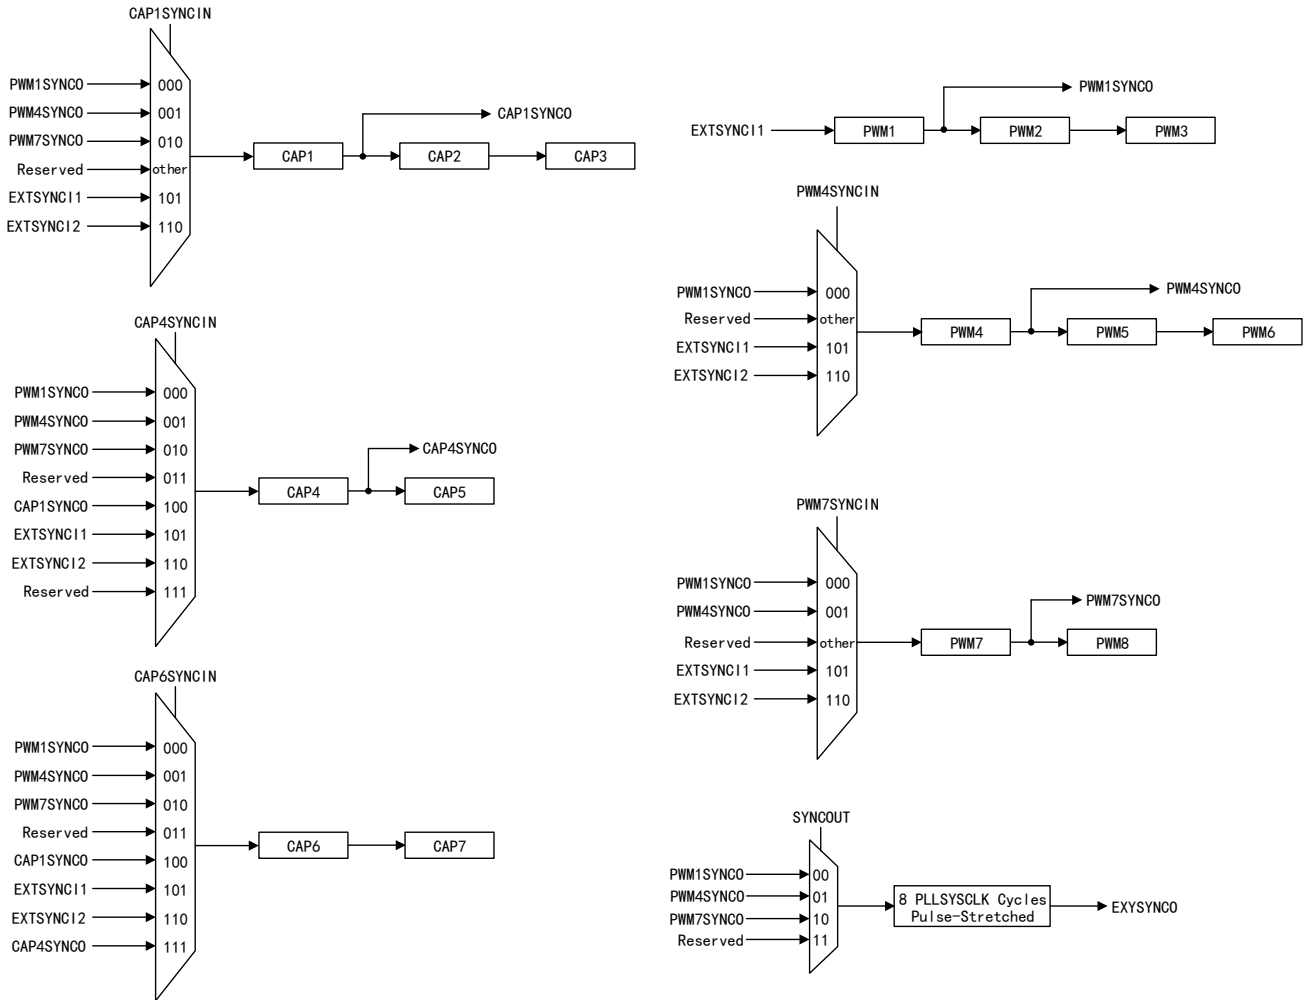 CAP1SYNCIN
PWM1SYNCO
000
PWM4SYNCO
001
PWM7SYNCO
010
Reserved
other
EXTSYNCI1
101
EXTSYNCI2
110
CAP1
CAP1SYNCO
CAP2
CAP3
CAP4SYNCIN
PWM1SYNCO
000
PWM4SYNCO
001
PWM7SYNCO
010
Reserved
011
CAP1SYNCO
100
EXTSYNCI1
101
EXTSYNCI2
110
Reserved
111
CAP4
CAP4SYNCO
CAP5
CAP6SYNCIN
PWM1SYNCO
000
PWM4SYNCO
001
PWM7SYNCO
010
Reserved
011
CAP1SYNCO
100
EXTSYNCI1
101
EXTSYNCI2
110
CAP4SYNCO
111
CAP6
CAP7
EXTSYNCI1
PWM1
PWM1SYNCO
PWM2
PWM3
PWM4SYNCIN
PWM1SYNCO
000
Reserved
other
EXTSYNCI1
101
EXTSYNCI2
110
PWM4
PWM4SYNCO
PWM5
PWM6
PWM7SYNCIN
PWM1SYNCO
000
PWM4SYNCO
001
Reserved
other
EXTSYNCI1
101
EXTSYNCI2
110
PWM7
PWM7SYNCO
PWM8
SYNCOUT
PWM1SYNCO
00
PWM4SYNCO
01
PWM7SYNCO
10
Reserved
11
8 PLLSYSCLK Cycles
Pulse-Stretched
EXYSYNCO